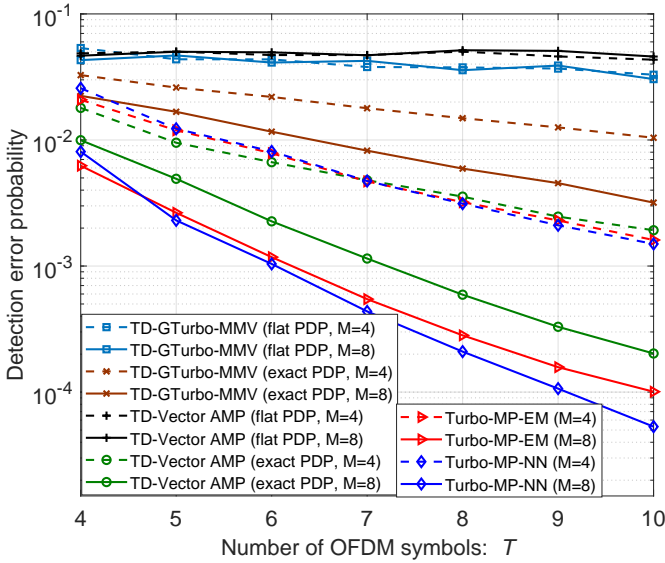 Detection error probability
10^-1
10^-2
10^-3
10^-4
TD-GTurbo-MMV (flat PDP, M=4)
TD-GTurbo-MMV (flat PDP, M=8)
TD-GTurbo-MMV (exact PDP, M=4)
TD-GTurbo-MMV (exact PDP, M=8)
TD-Vector AMP (flat PDP, M=4)
TD-Vector AMP (flat PDP, M=8)
TD-Vector AMP (exact PDP, M=4)
TD-Vector AMP (exact PDP, M=8)
Turbo-MP-EM (M=4)
Turbo-MP-EM (M=8)
Turbo-MP-NN (M=4)
Turbo-MP-NN (M=8)
4 5 6 7 8 9 10
Number of OFDM symbols: T